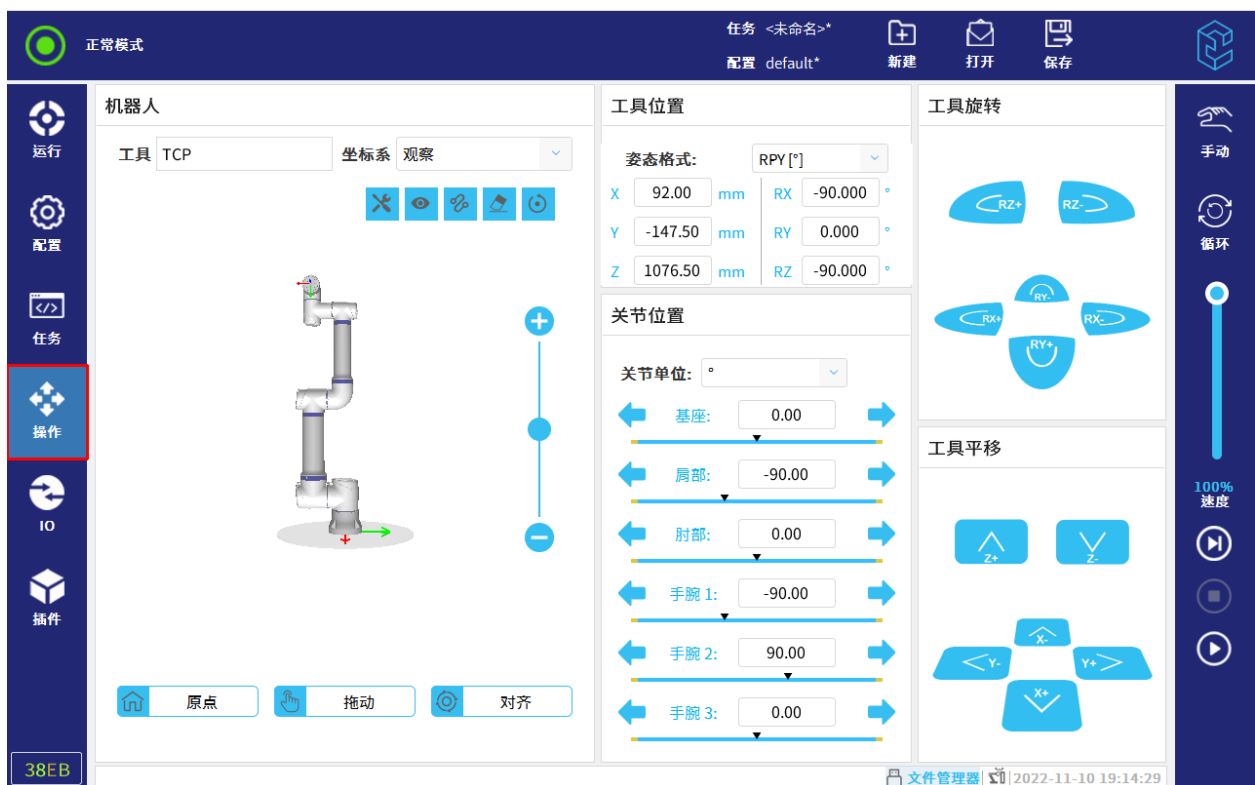 正常模式
任务 <未命名>*
配置 default*
新建
打开
保存
运行
配置
任务
操作
IO
插件
38EB
机器人
工具 TCP
坐标系 观察
原点
拖动
对齐
工具位置
姿态格式: RPY [°]
X 92.00 mm RX -90.000 °
Y -147.50 mm RY 0.000 °
Z 1076.50 mm RZ -90.000 °
关节位置
关节单位: °
基座: 0.00
肩部: -90.00
肘部: 0.00
手腕 1: -90.00
手腕 2: 90.00
手腕 3: 0.00
工具旋转
RZ+ RZ-
RY-
RX+ RX-
RY+
工具平移
Z+ Z-
X-
Y- Y+
X+
手动
循环
100%
速度
文件管理器 2022-11-10 19:14:29